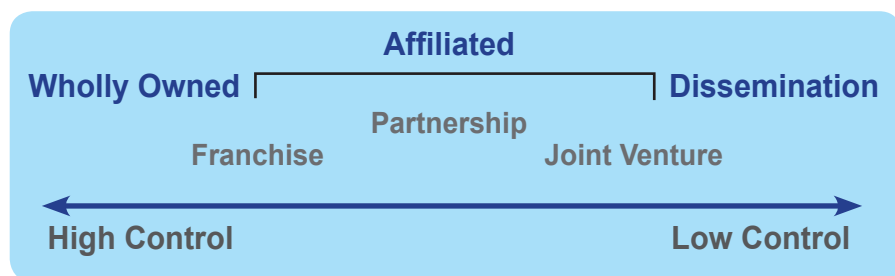 Affiliated
Wholly Owned
Dissemination
Partnership
Franchise
Joint Venture
High Control
Low Control